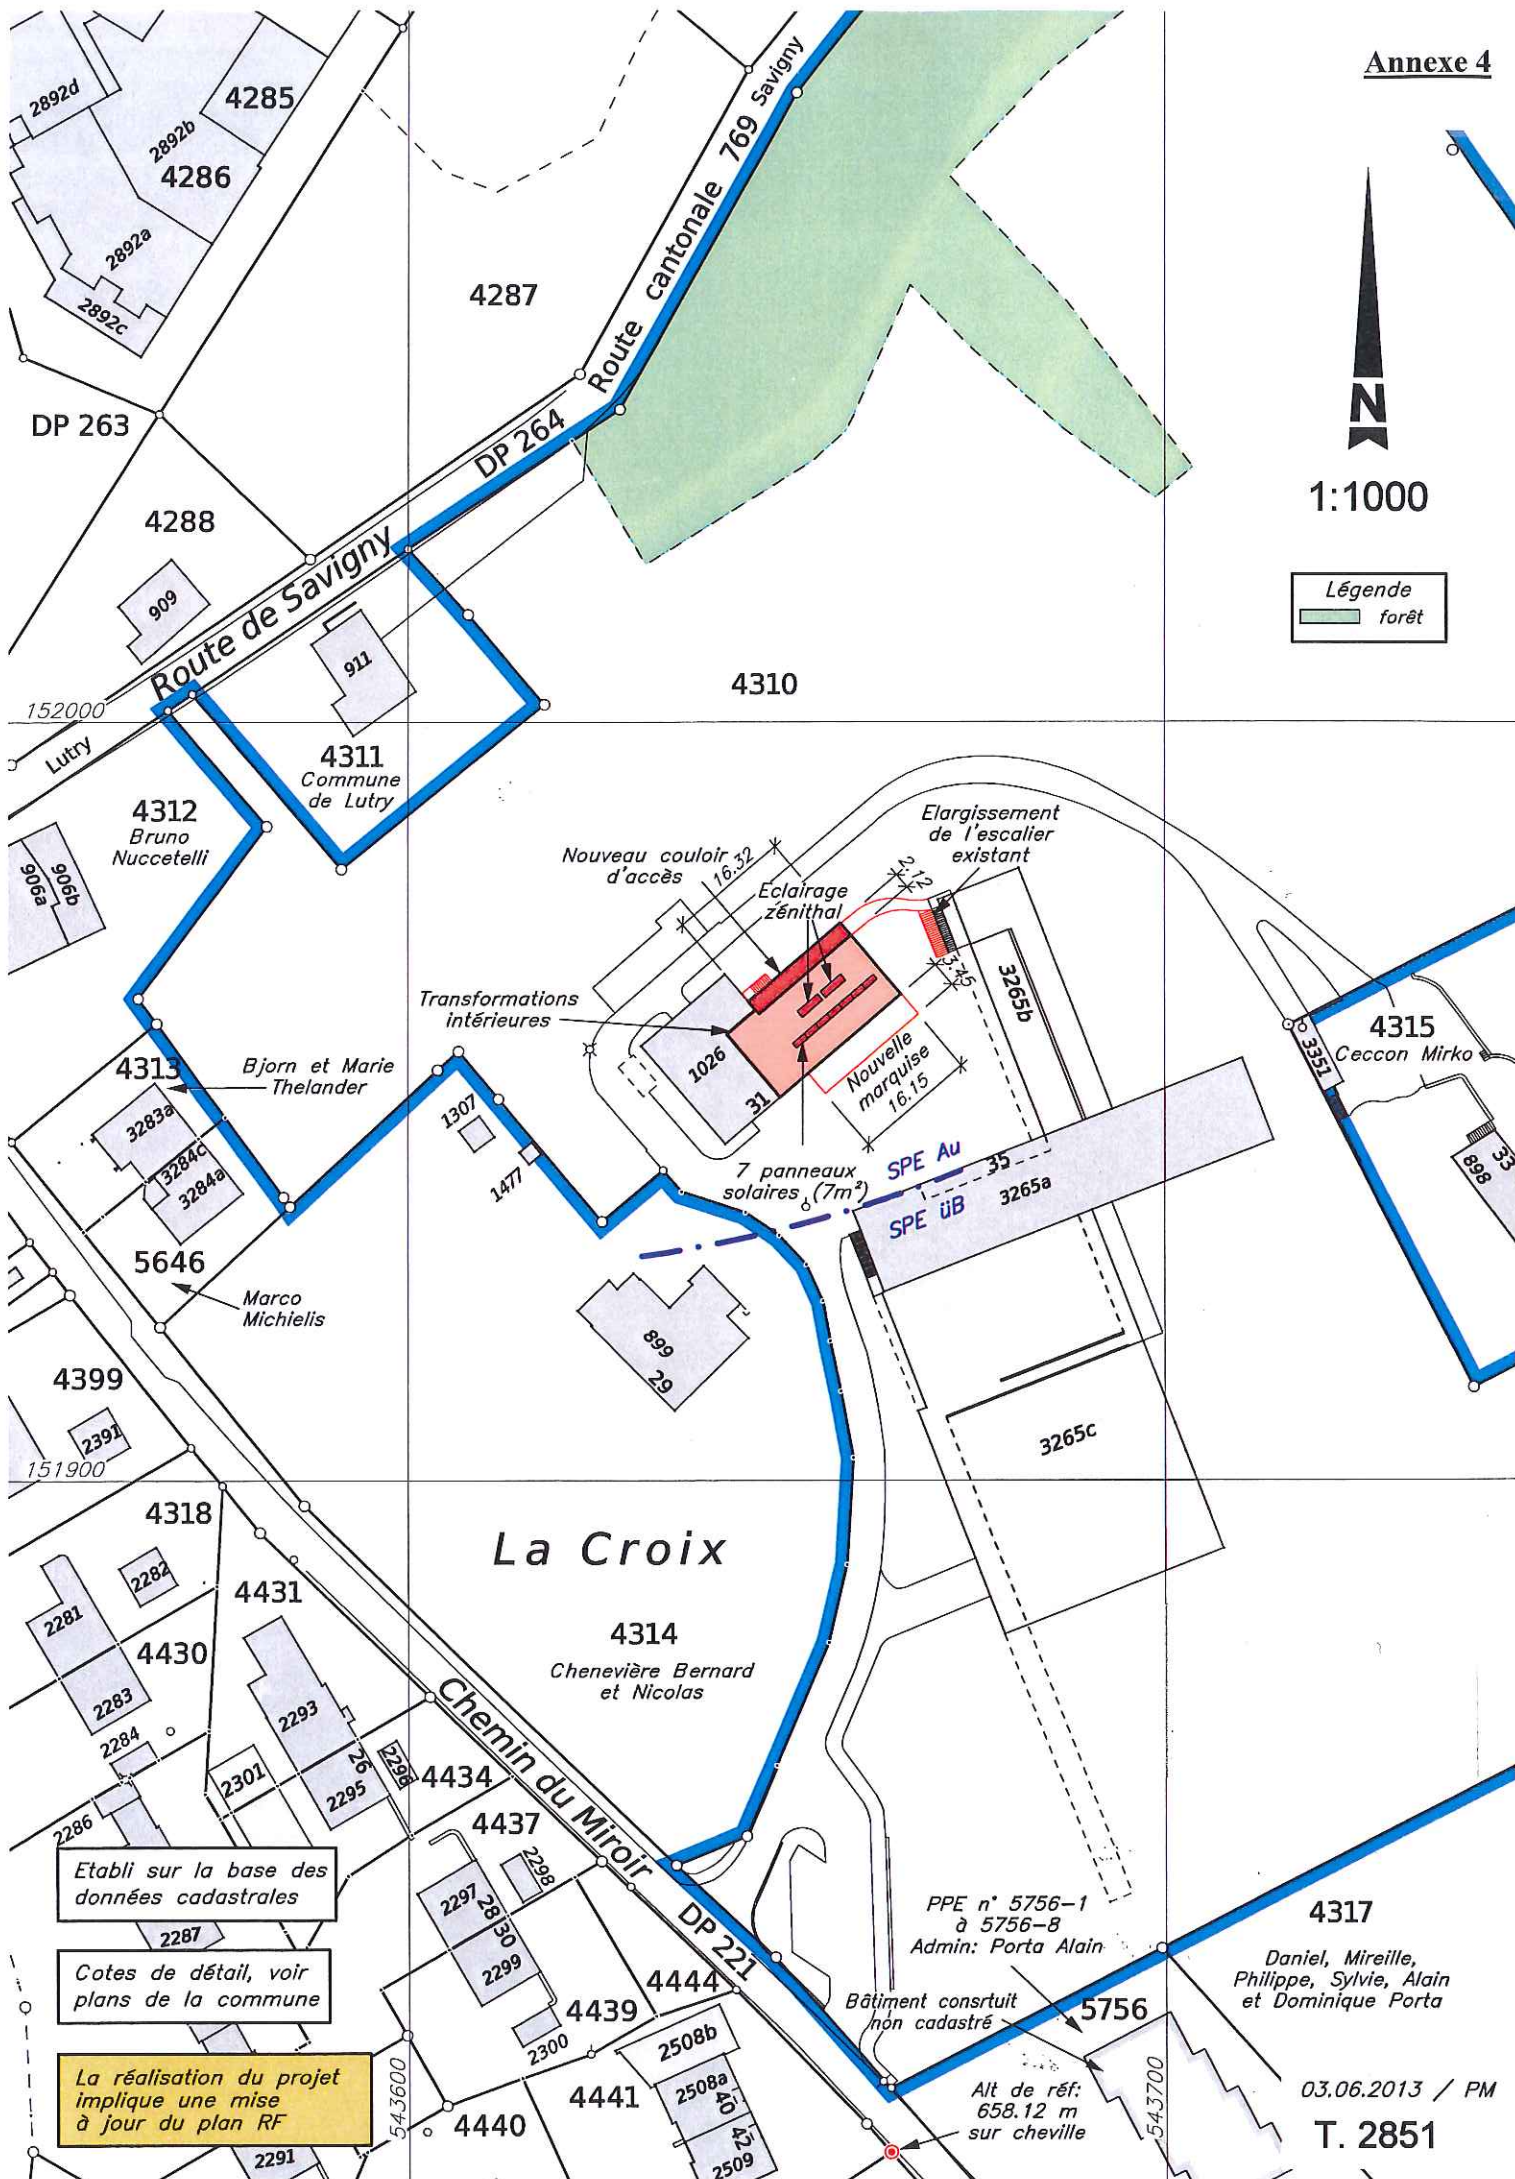 Annexe 4
2892d
4285
2892b
4286
2892a
2892c
4287
Route cantonale 769 Savigny
N
1:1000
DP 263
DP 264
4288
909
Route de Savigny
911
Légende
forêt
4310
152000
Lutry
4311
Commune
de Lutry
4312
Bruno
Nuccetelli
906a
906b
Nouveau couloir
d'accès
16.32
Eclairage
zénithal
2.12
Elargissement
de l'escalier
existant
3.45
3265b
Transformations
intérieures
1026
31
Nouvelle
marquise
16.15
3351
4315
Ceccon Mirko
898
33
4313
Bjorn et Marie
Thelander
3283a
3284c
3284a
1307
1477
7 panneaux
solaires (7m²)
SPE Au
SPE üB
35
3265a
5646
Marco
Michielis
899
29
4399
2391
3265c
151900
4318
La Croix
2282
4431
2281
4430
2283
4314
Chenevière Bernard
et Nicolas
2284
2293
26
2295
2296
2301
4434
Chemin du Miroir
2286
4437
2298
Etabli sur la base des
données cadastrales
2297
28
30
2299
DP 221
2287
Cotes de détail, voir
plans de la commune
4444
4439
2300
2508b
PPE n° 5756-1
à 5756-8
Admin: Porta Alain
4317
Daniel, Mireille,
Philippe, Sylvie, Alain
et Dominique Porta
Bâtiment consrtuit
non cadastré
5756
La réalisation du projet
implique une mise
à jour du plan RF
543600
4440
4441
2508a
40
42
2509
Alt de réf:
658.12 m
sur cheville
543700
03.06.2013 / PM
T. 2851
2291